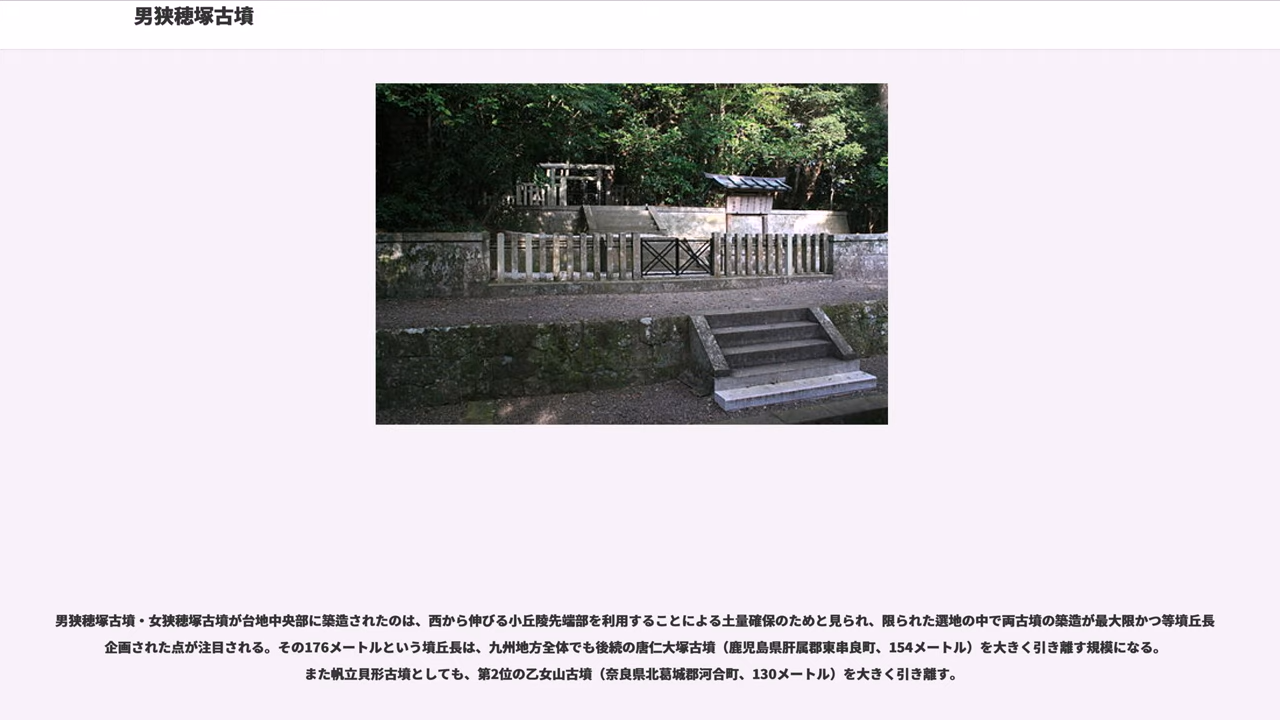 男狭穂塚古墳
男狭穂塚古墳・女狭穂塚古墳が台地中央部に築造されたのは、西から伸びる小丘陵先端部を利用することによる土量確保のためと見られ、限られた選地の中で両古墳の築造が最大限かつ等墳丘長
企画された点が注目される。その176メートルという墳丘長は、九州地方全体でも後続の唐仁大塚古墳（鹿児島県肝属郡東串良町、154メートル）を大きく引き離す規模になる。
また帆立貝形古墳としても、第2位の乙女山古墳（奈良県北葛城郡河合町、130メートル）を大きく引き離す。